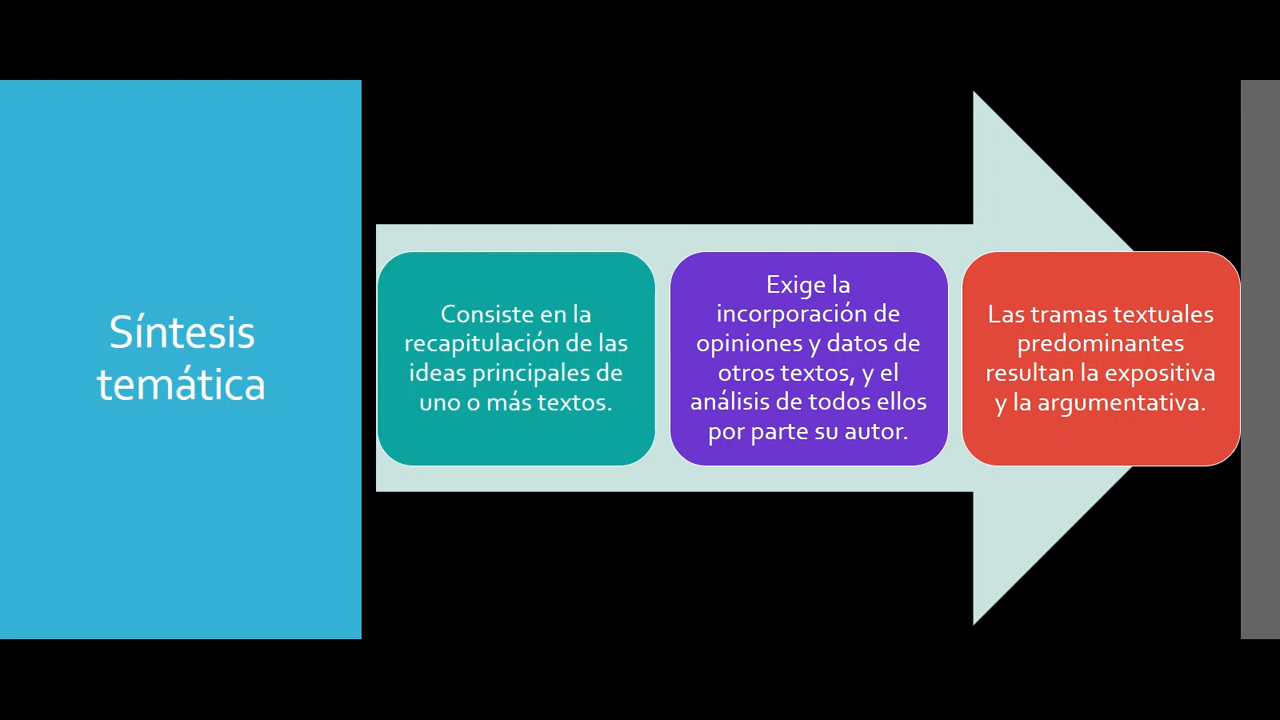 Síntesis
temática
Consiste en la
recapitulación de las
ideas principales de
uno o más textos.
Exige la
incorporación de
opiniones y datos de
otros textos, y el
análisis de todos ellos
por parte su autor.
Las tramas textuales
predominantes
resultan la expositiva
y la argumentativa.